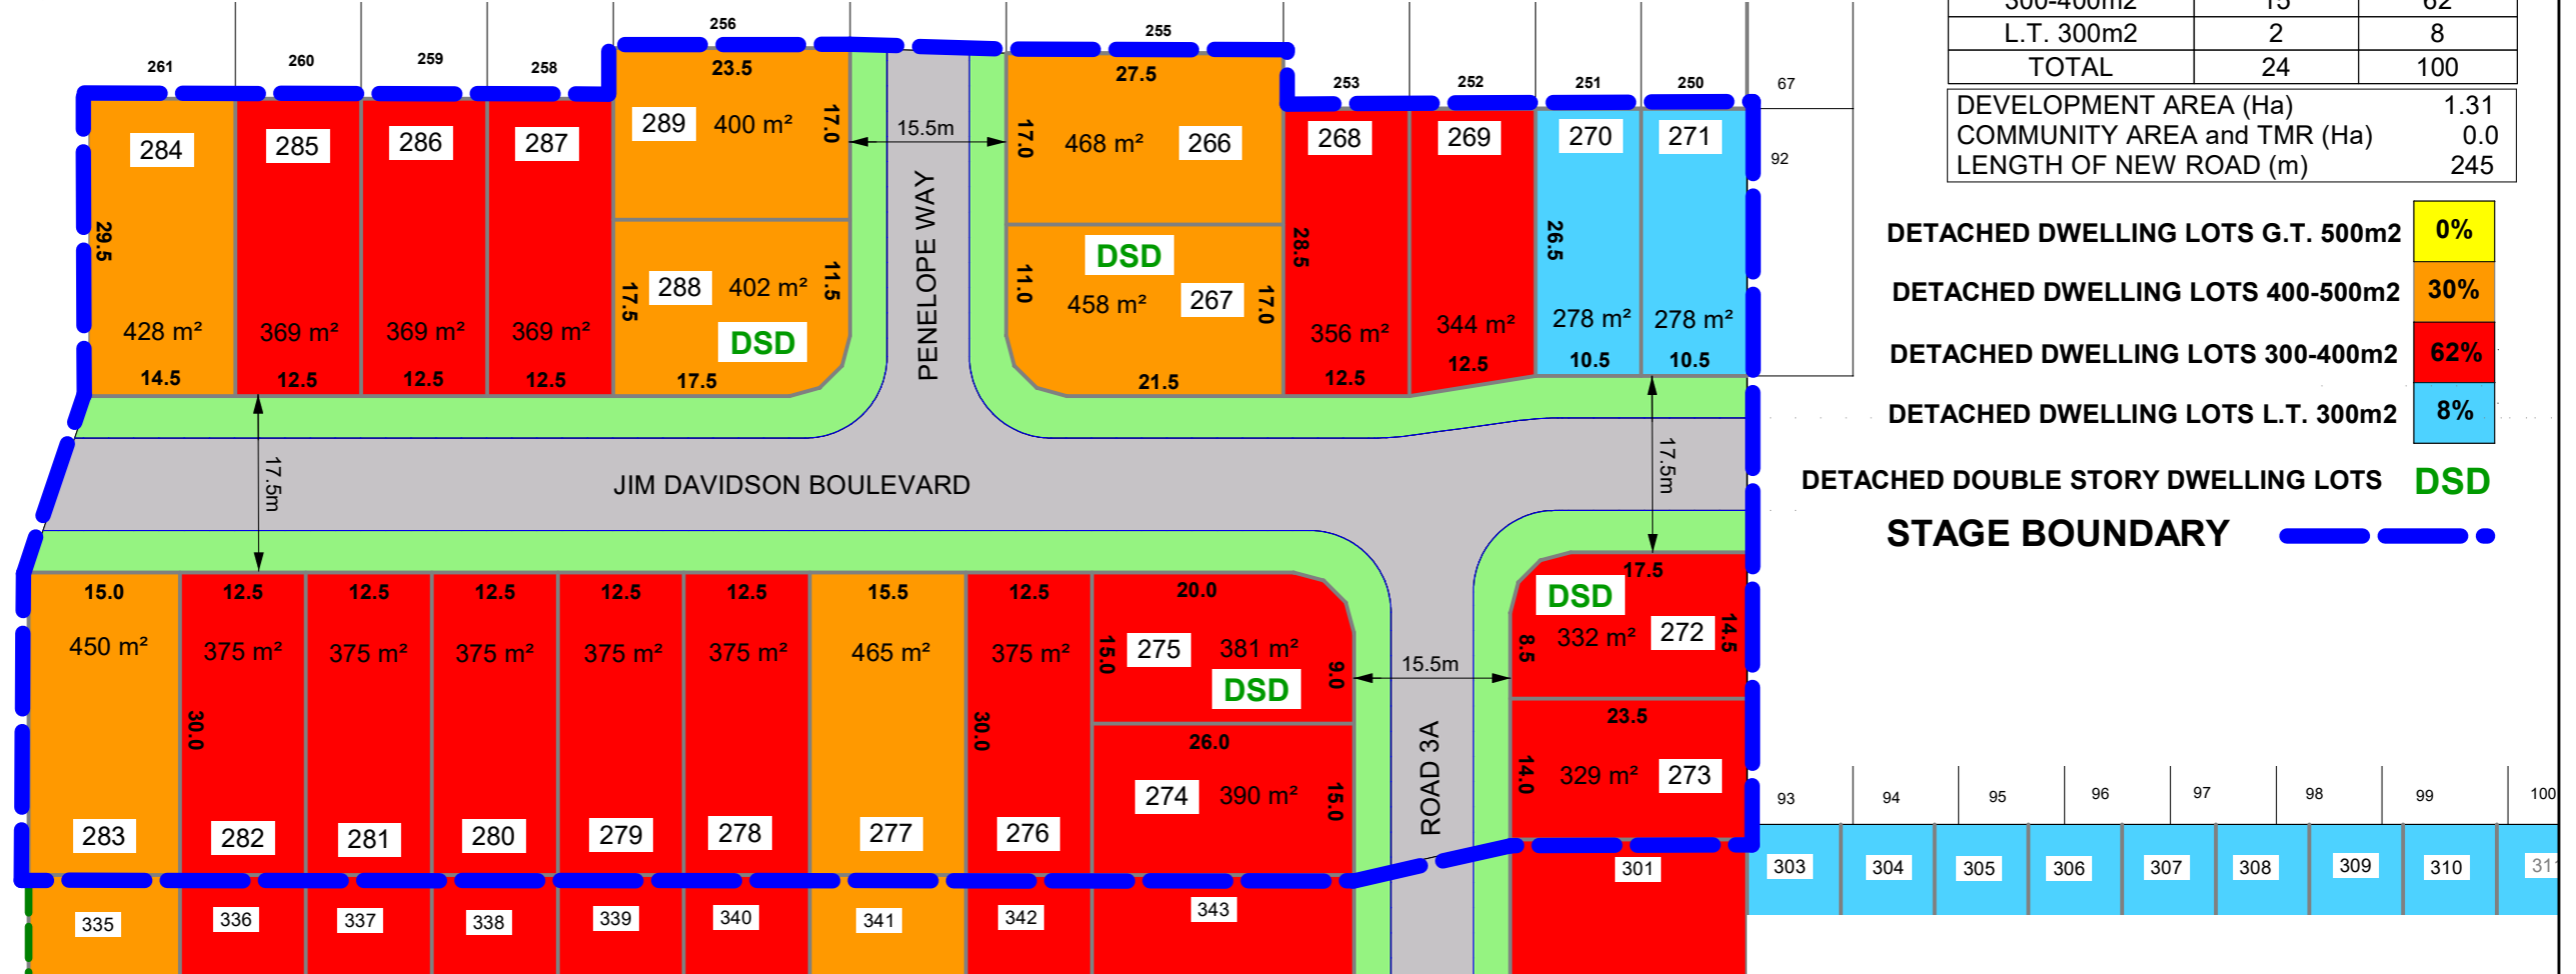 256
255
300-400m2 15 62
L.T. 300m2 2 8
TOTAL 24 100
261
260
259
258
253
252
251
250
67
92
DEVELOPMENT AREA (Ha) 1.31
COMMUNITY AREA and TMR (Ha) 0.0
LENGTH OF NEW ROAD (m) 245
284
29.5
428 m²
14.5
285
369 m²
12.5
286
369 m²
12.5
287
369 m²
12.5
23.5
289 400 m²
17.0
288 402 m²
17.5
11.5
DSD
17.5
15.5m
PENELOPE WAY
27.5
17.0
468 m² 266
DSD
11.0
458 m² 267
17.0
21.5
268
28.5
356 m²
12.5
269
344 m²
12.5
270
26.5
278 m²
10.5
271
278 m²
10.5
DETACHED DWELLING LOTS G.T. 500m2 0%
DETACHED DWELLING LOTS 400-500m2 30%
DETACHED DWELLING LOTS 300-400m2 62%
DETACHED DWELLING LOTS L.T. 300m2 8%
DETACHED DOUBLE STORY DWELLING LOTS DSD
STAGE BOUNDARY
17.5m
JIM DAVIDSON BOULEVARD
17.5m
15.0
450 m²
283
12.5
375 m²
30.0
282
12.5
375 m²
281
12.5
375 m²
280
12.5
375 m²
279
12.5
375 m²
278
15.5
465 m²
277
12.5
375 m²
30.0
276
20.0
15.0
275 381 m²
9.0
DSD
26.0
274 390 m²
15.0
15.5m
ROAD 3A
17.5
DSD
8.5
332 m² 272
14.5
23.5
14.0
329 m² 273
93
94
95
96
97
98
99
100
301
303
304
305
306
307
308
309
310
311
335
336
337
338
339
340
341
342
343